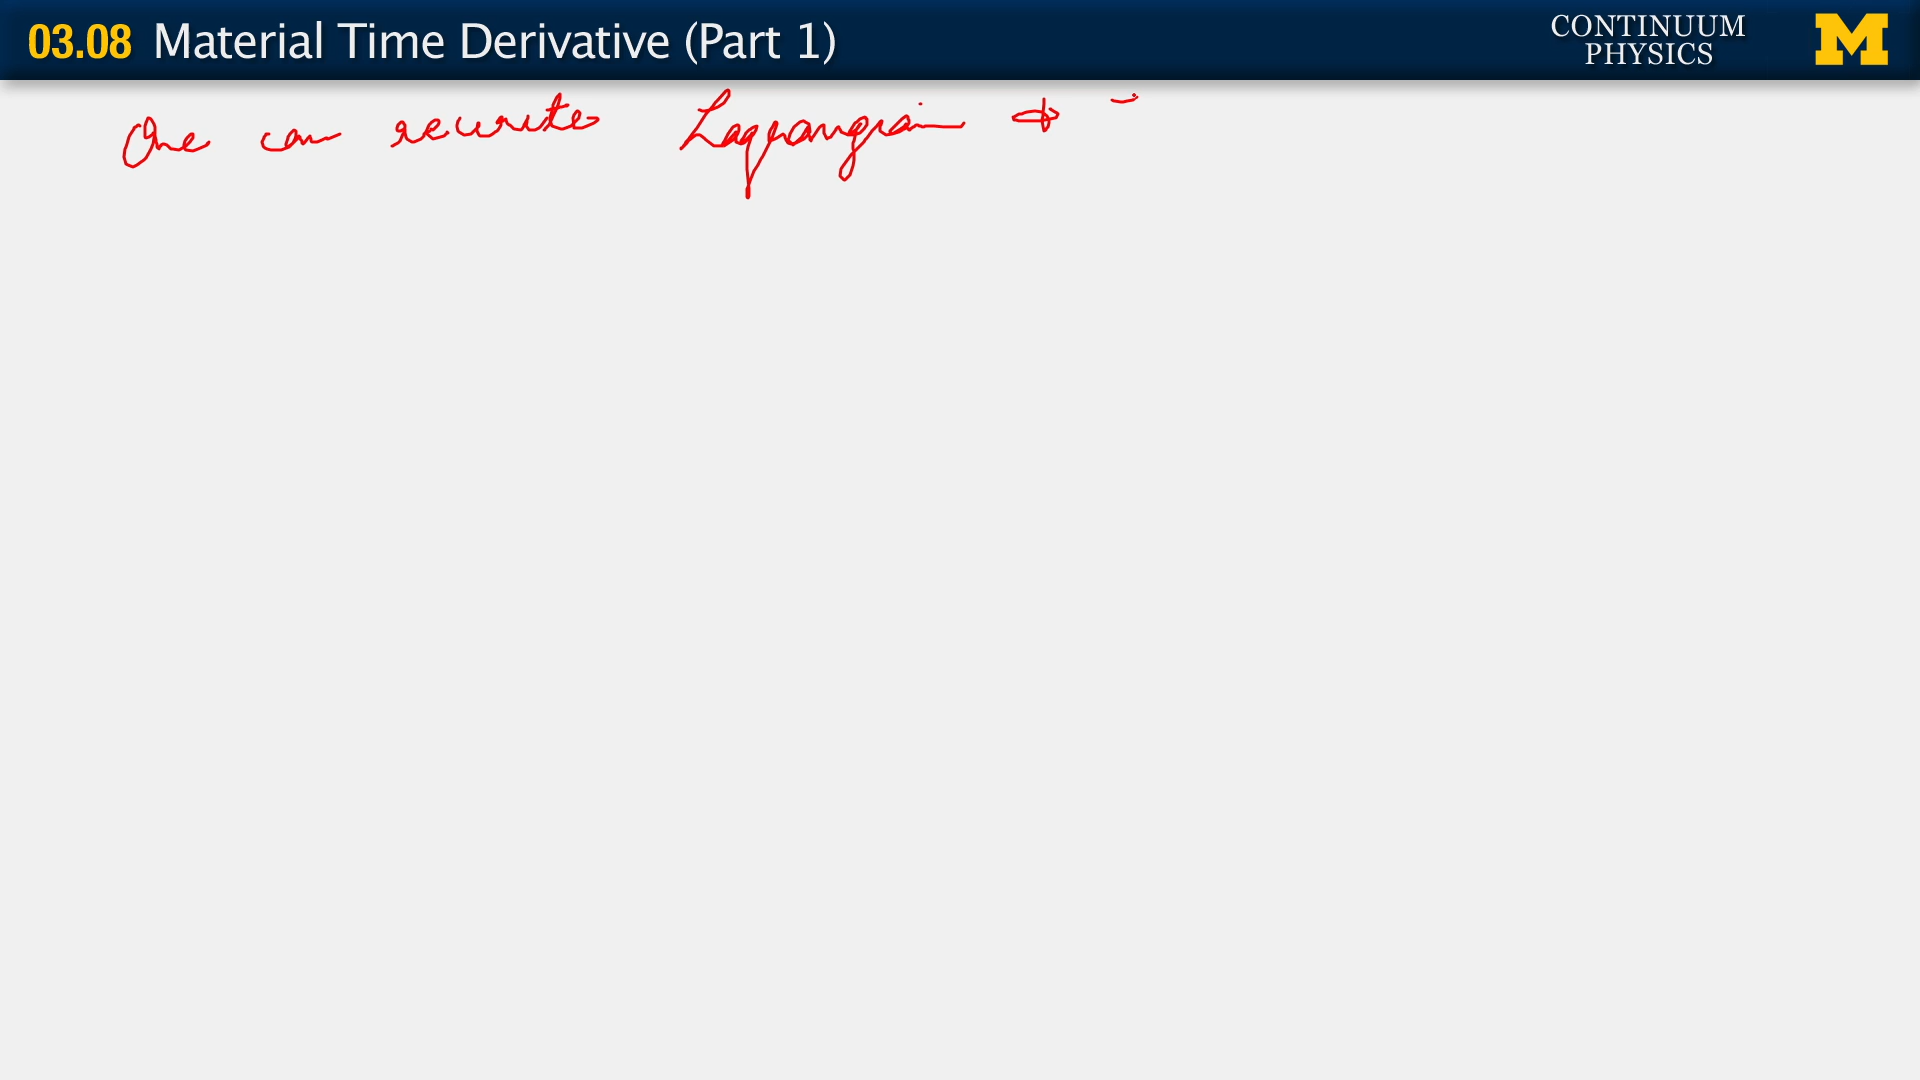 03.08 Material Time Derivative (Part 1)
CONTINUUM
PHYSICS
M
One can rewrite Lagrangian +